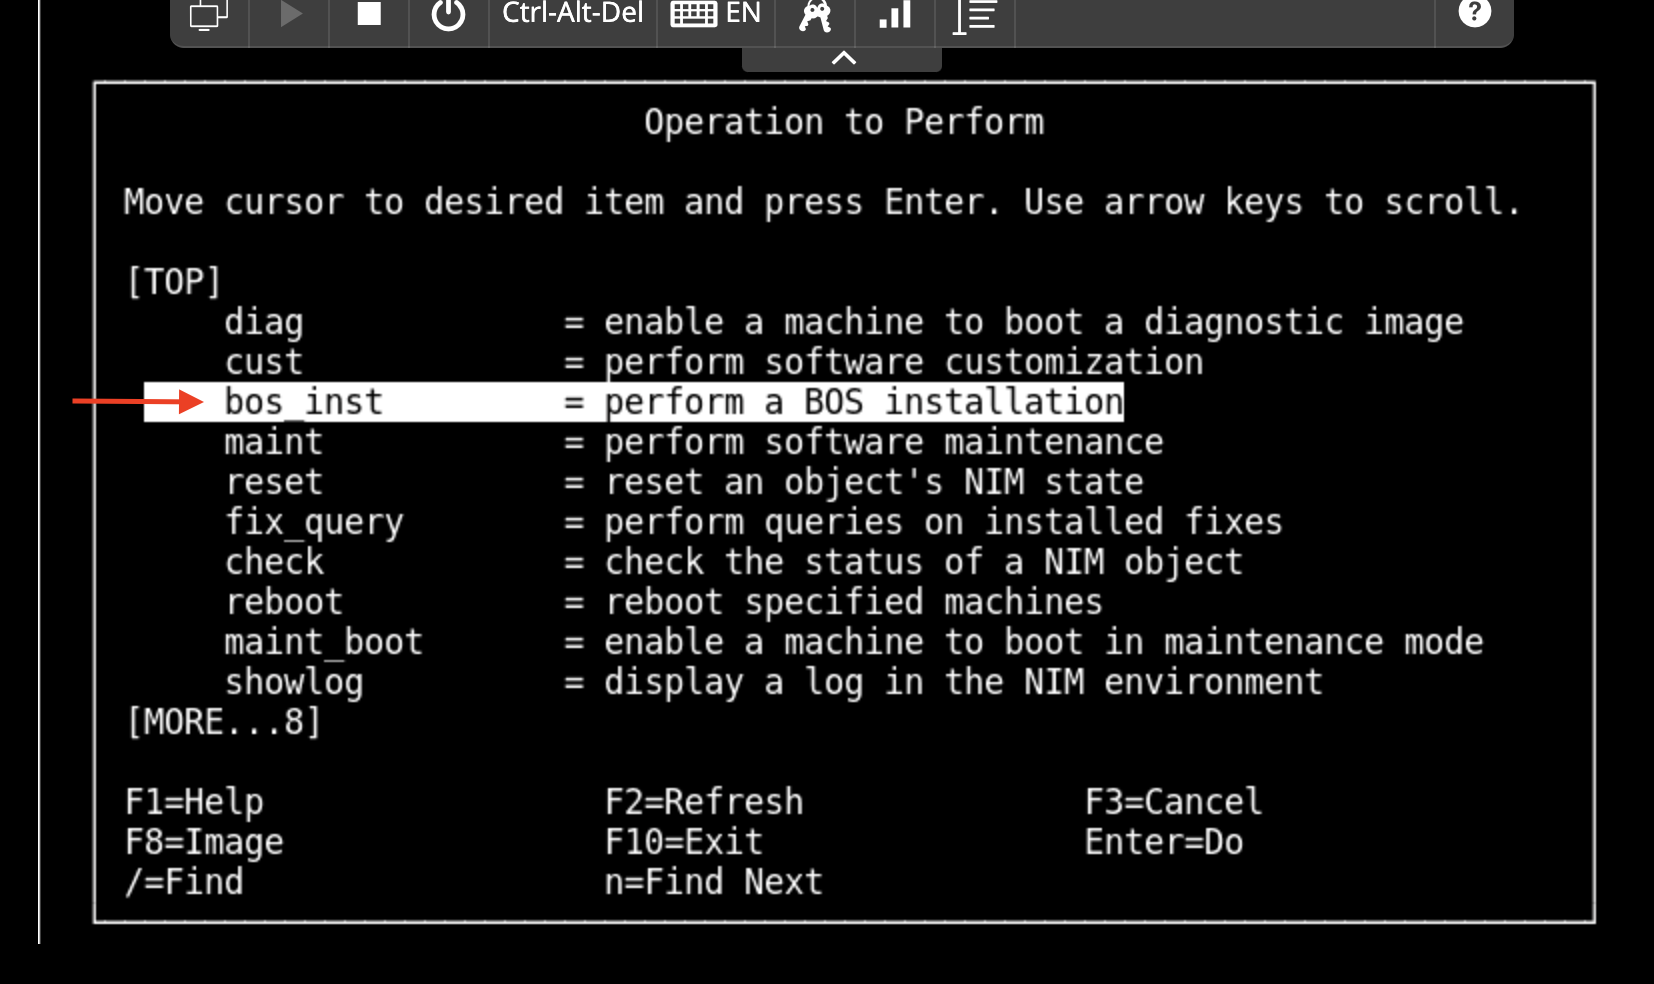 Ctrl-Alt-Del EN ?
Operation to Perform
Move cursor to desired item and press Enter. Use arrow keys to scroll.
[TOP]
diag = enable a machine to boot a diagnostic image
cust = perform software customization
bos_inst = perform a BOS installation
maint = perform software maintenance
reset = reset an object's NIM state
fix_query = perform queries on installed fixes
check = check the status of a NIM object
reboot = reboot specified machines
maint_boot = enable a machine to boot in maintenance mode
showlog = display a log in the NIM environment
[MORE...8]
F1=Help F2=Refresh F3=Cancel
F8=Image F10=Exit Enter=Do
/=Find n=Find Next